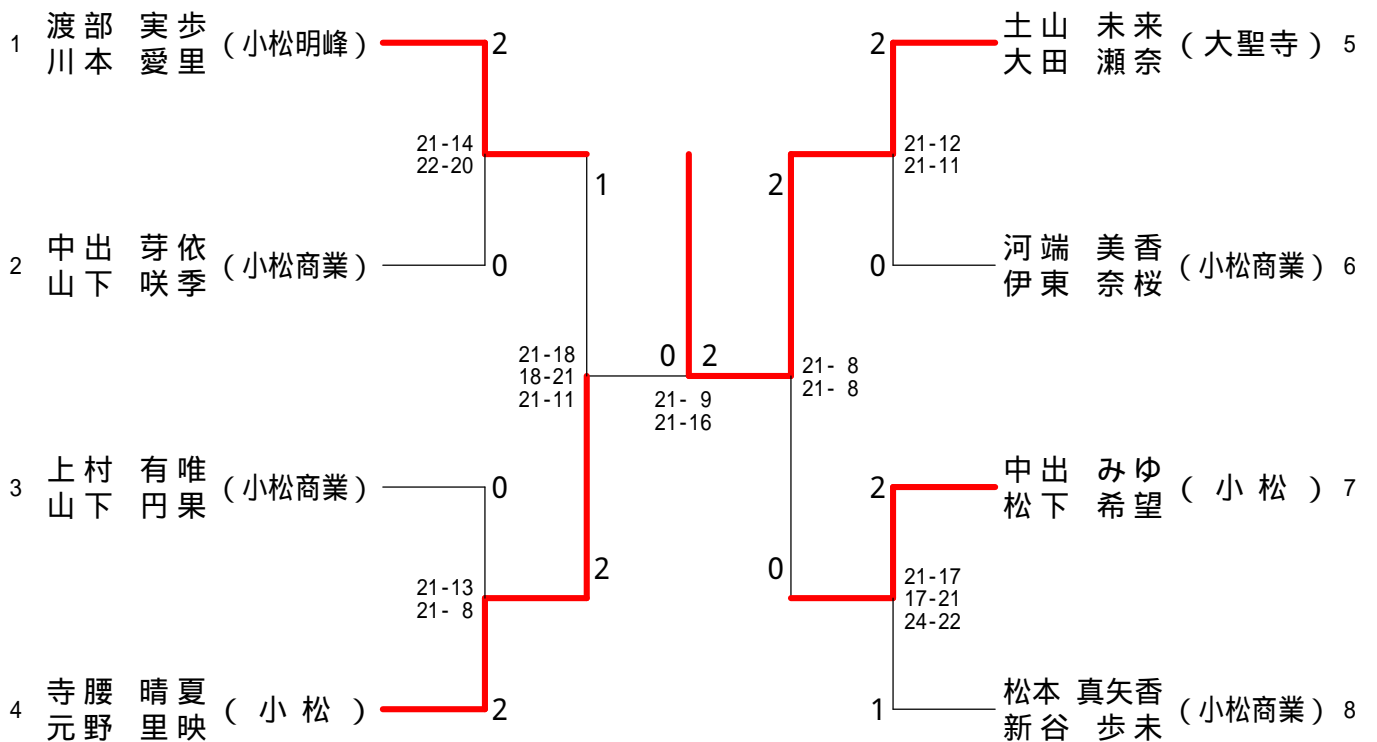 1 渡部 実歩 (小松明峰) 2
川本 愛里
21-14
22-20
2 中出 芽依 (小松商業) 0
山下 咲季
1
21-18
18-21
21-11
3 上村 有唯 (小松商業) 0
山下 円果
21-13
21- 8
2
4 寺腰 晴夏 (小松) 2
元野 里映
0 2
21- 9
21-16
2 土山 未来 (大聖寺) 5
大田 瀬奈
21-12
21-11
2
0 河端 美香 (小松商業) 6
伊東 奈桜
21- 8
21- 8
2 中出 みゆ (小松) 7
松下 希望
0
21-17
17-21
24-22
1 松本 真矢香 (小松商業) 8
新谷 歩未